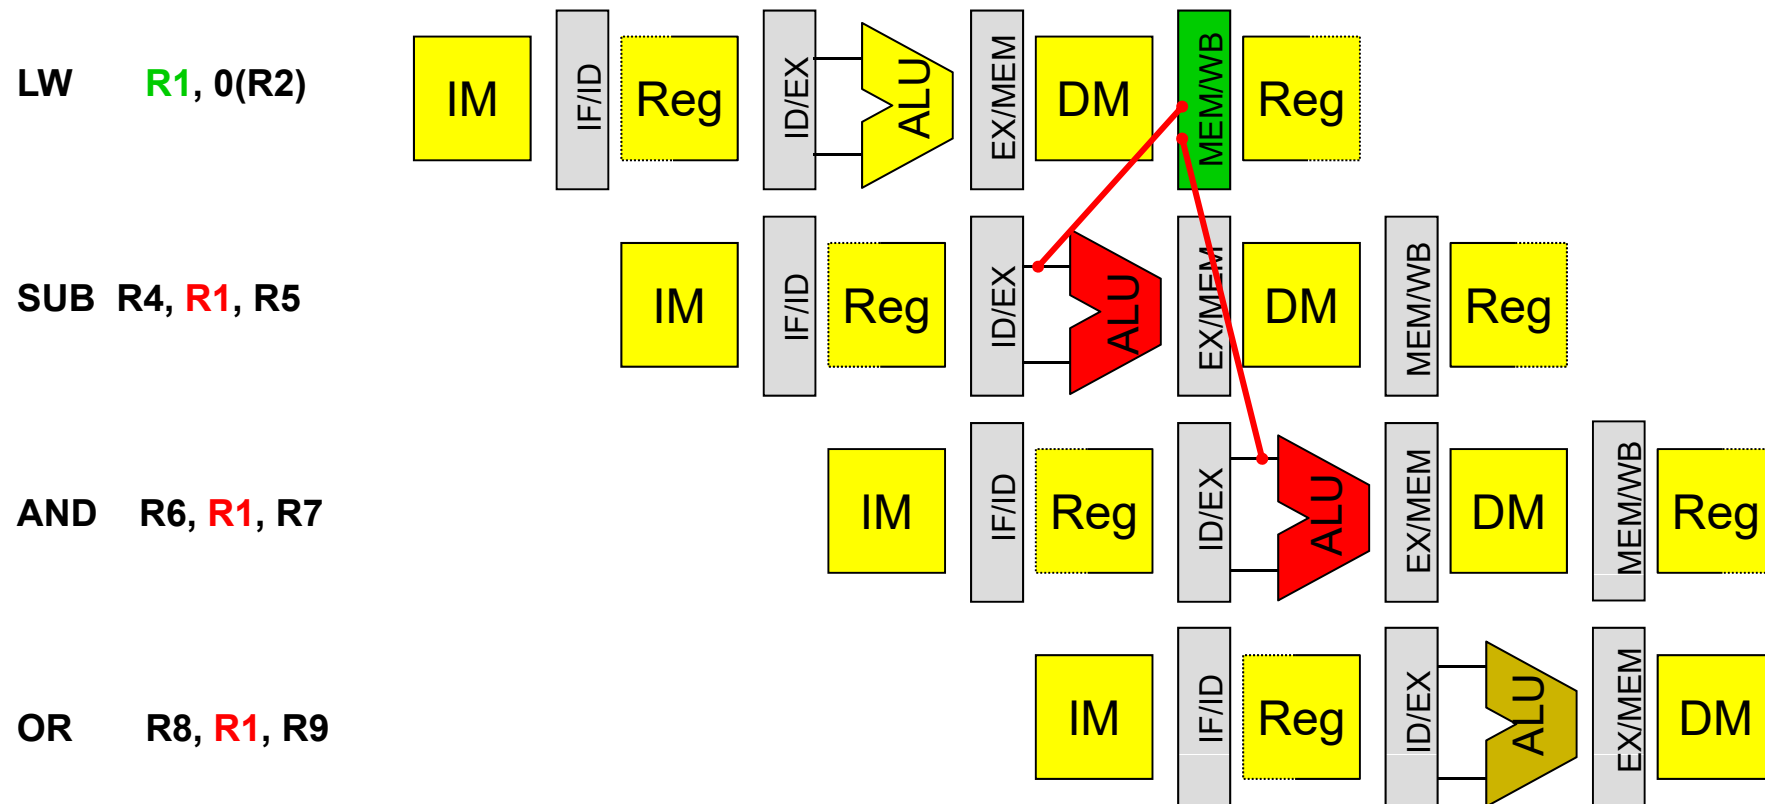 LW R1, 0(R2) IM IF/ID Reg ID/EX ALU EX/MEM DM MEM/WB Reg
SUB R4, R1, R5 IM IF/ID Reg ID/EX ALU EX/MEM DM MEM/WB Reg
AND R6, R1, R7 IM IF/ID Reg ID/EX ALU EX/MEM DM MEM/WB Reg
OR R8, R1, R9 IM IF/ID Reg ID/EX ALU EX/MEM DM